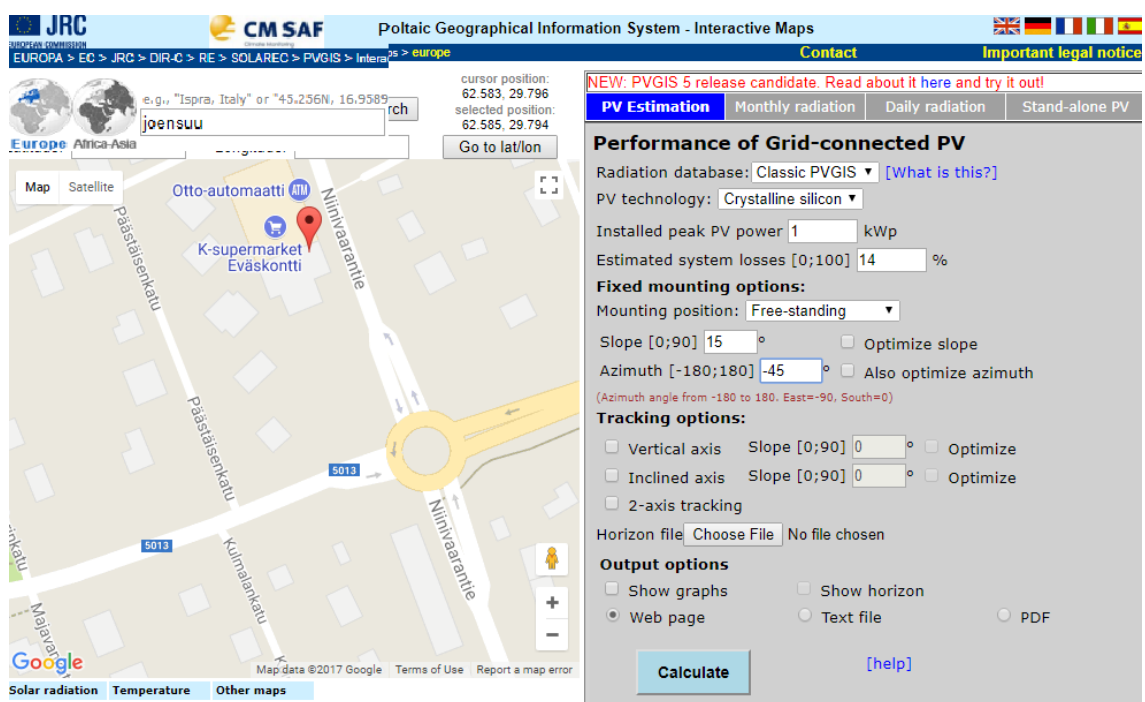 JRC
EUROPEAN COMMISSION
CM SAF
Climate Monitoring
Poltaic Geographical Information System - Interactive Maps
EUROPA > EC > JRC > DIR-C > RE > SOLAREC > PVGIS > Intera
ps > europe
Contact
Important legal notice
Europe
Africa-Asia
e.g., "Ispra, Italy" or "45.256N, 16.9589
joensuu
rch
cursor position:
62.583, 29.796
selected position:
62.585, 29.794
Go to lat/lon
Map
Satellite
Otto-automaatti
ATM
K-supermarket
Eväskontti
Niinivaarantie
Päästäisenkatu
Päästäisenkatu
5013
5013
Niinivaarantie
Kulmalankatu
inkatu
Majavan
Google
Map data ©2017 Google
Terms of Use
Report a map error
Solar radiation
Temperature
Other maps
NEW: PVGIS 5 release candidate. Read about it here and try it out!
PV Estimation
Monthly radiation
Daily radiation
Stand-alone PV
Performance of Grid-connected PV
Radiation database: Classic PVGIS [What is this?]
PV technology: Crystalline silicon
Installed peak PV power 1 kWp
Estimated system losses [0;100] 14 %
Fixed mounting options:
Mounting position: Free-standing
Slope [0;90] 15 ° Optimize slope
Azimuth [-180;180] -45 ° Also optimize azimuth
(Azimuth angle from -180 to 180. East=-90, South=0)
Tracking options:
Vertical axis Slope [0;90] 0 ° Optimize
Inclined axis Slope [0;90] 0 ° Optimize
2-axis tracking
Horizon file Choose File No file chosen
Output options
Show graphs Show horizon
Web page Text file PDF
Calculate [help]